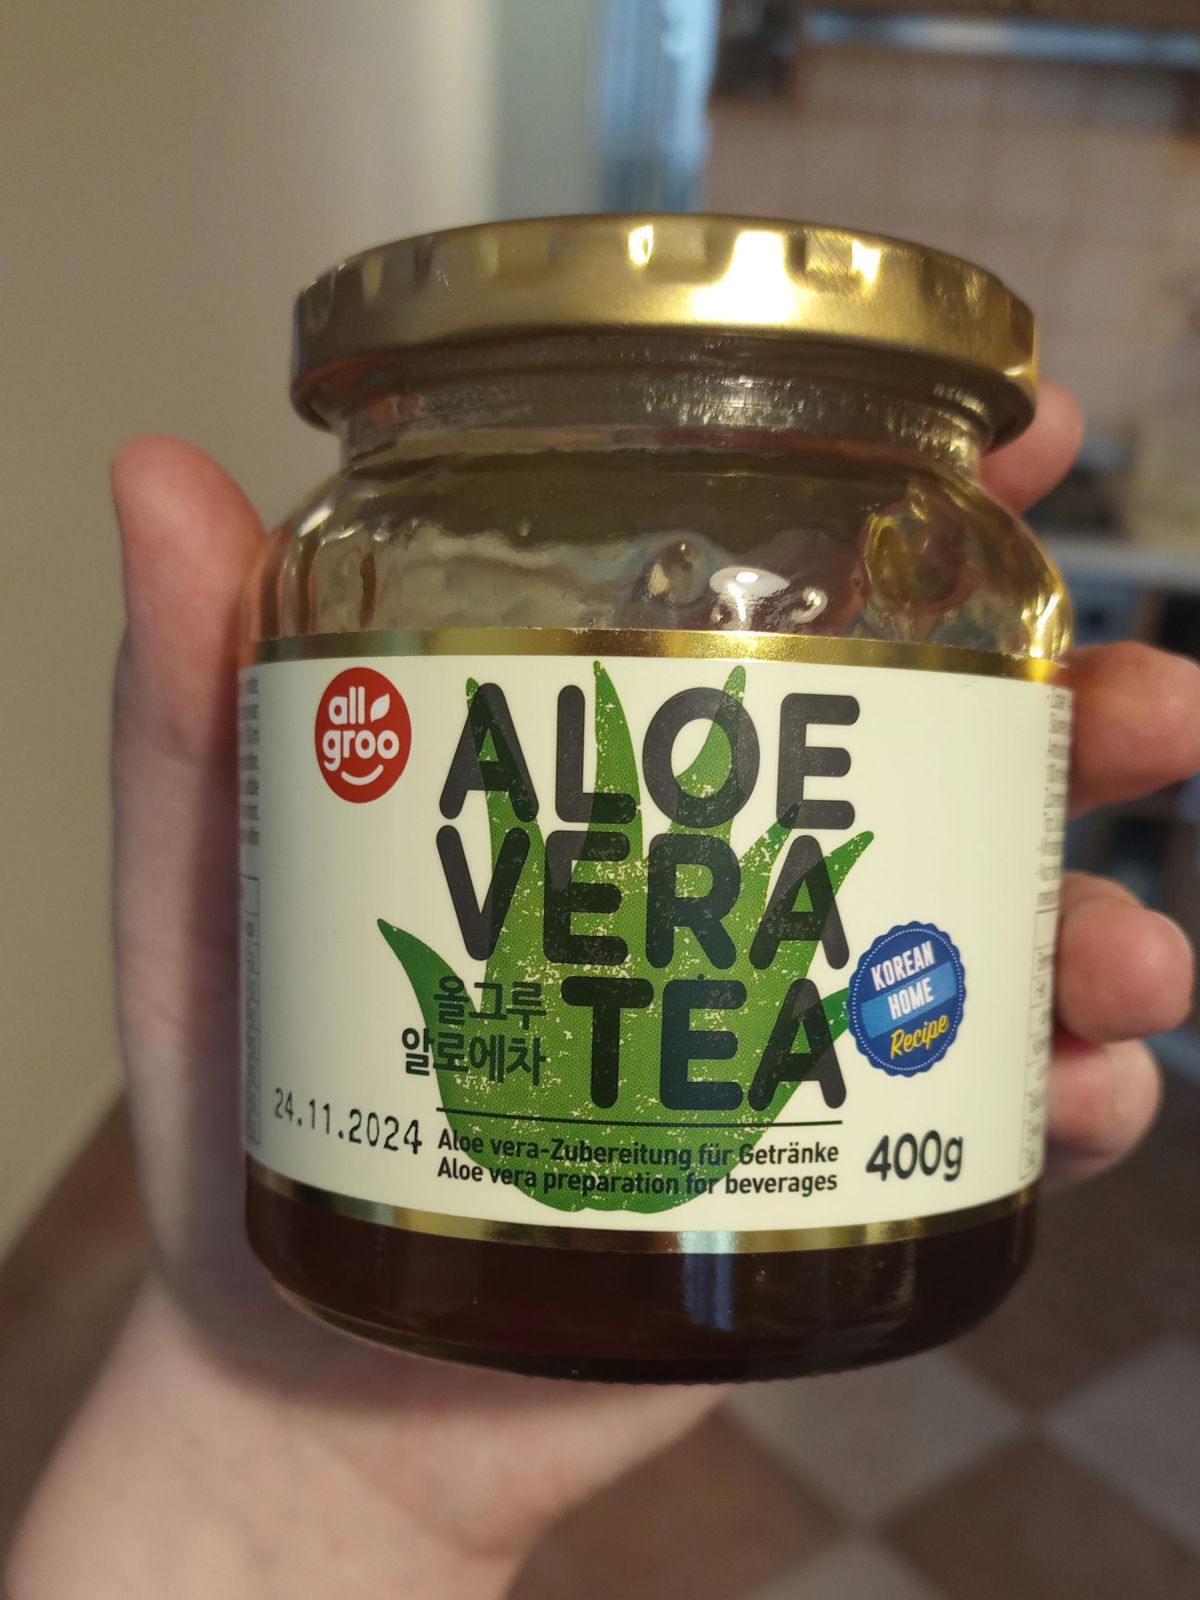 all
groo
ALOE
VERA
TEA
올그루
알로에차
KOREAN
HOME
Recipe
24.11.2024
Aloe vera-Zubereitung für Getränke
Aloe vera preparation for beverages
400g